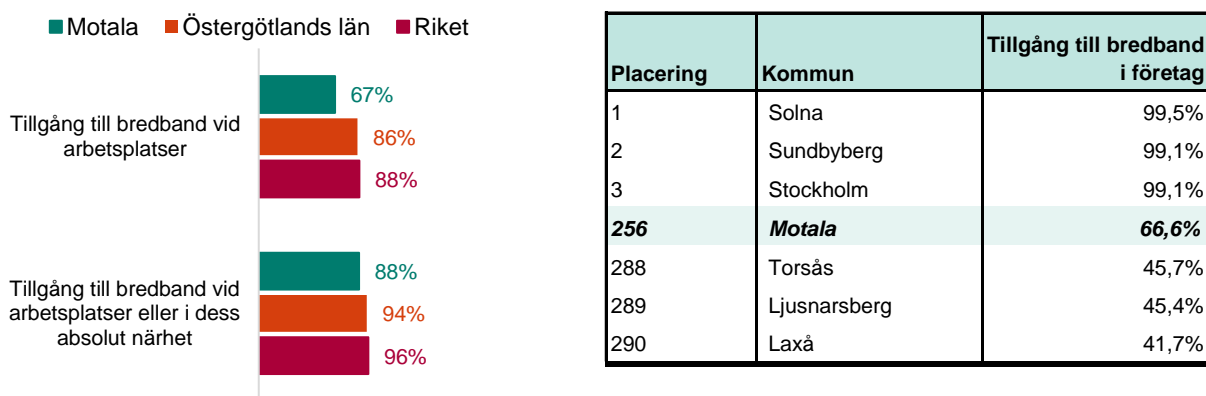 Motala Östergötlands län Riket
Tillgång till bredband vid
arbetsplatser
67%
86%
88%
Tillgång till bredband vid
arbetsplatser eller i dess
absolut närhet
88%
94%
96%
Placering Kommun Tillgång till bredband i företag
1 Solna 99,5%
2 Sundbyberg 99,1%
3 Stockholm 99,1%
256 Motala 66,6%
288 Torsås 45,7%
289 Ljusnarsberg 45,4%
290 Laxå 41,7%